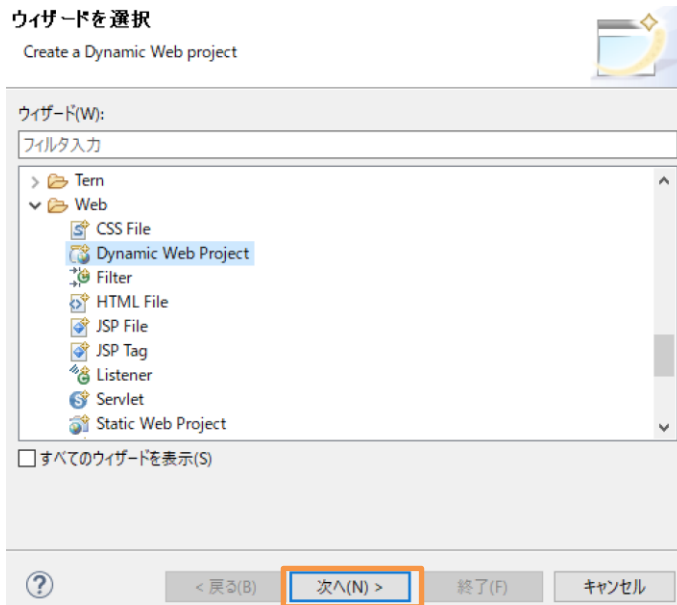 ウィザードを選択
Create a Dynamic Web project
ウィザード(W):
フィルタ入力
Tern
Web
CSS File
Dynamic Web Project
Filter
HTML File
JSP File
JSP Tag
Listener
Servlet
Static Web Project
すべてのウィザードを表示(S)
? < 戻る(B) 次へ(N) > 終了(F) キャンセル